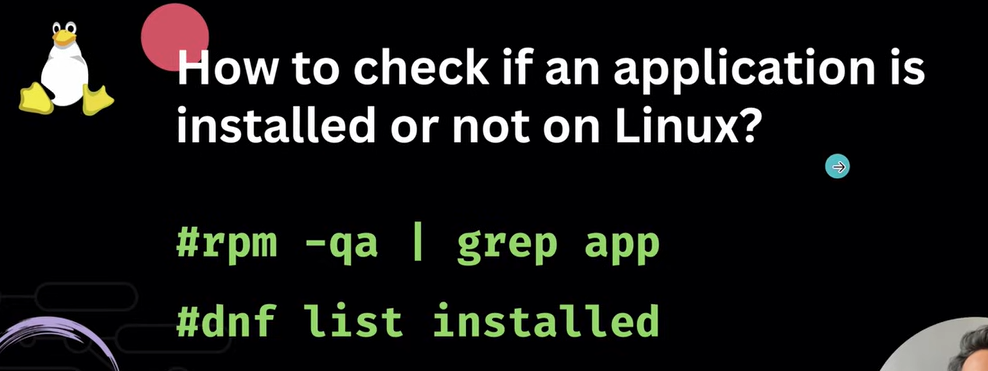 How to check if an application is
installed or not on Linux?
#rpm -qa | grep app
#dnf list installed